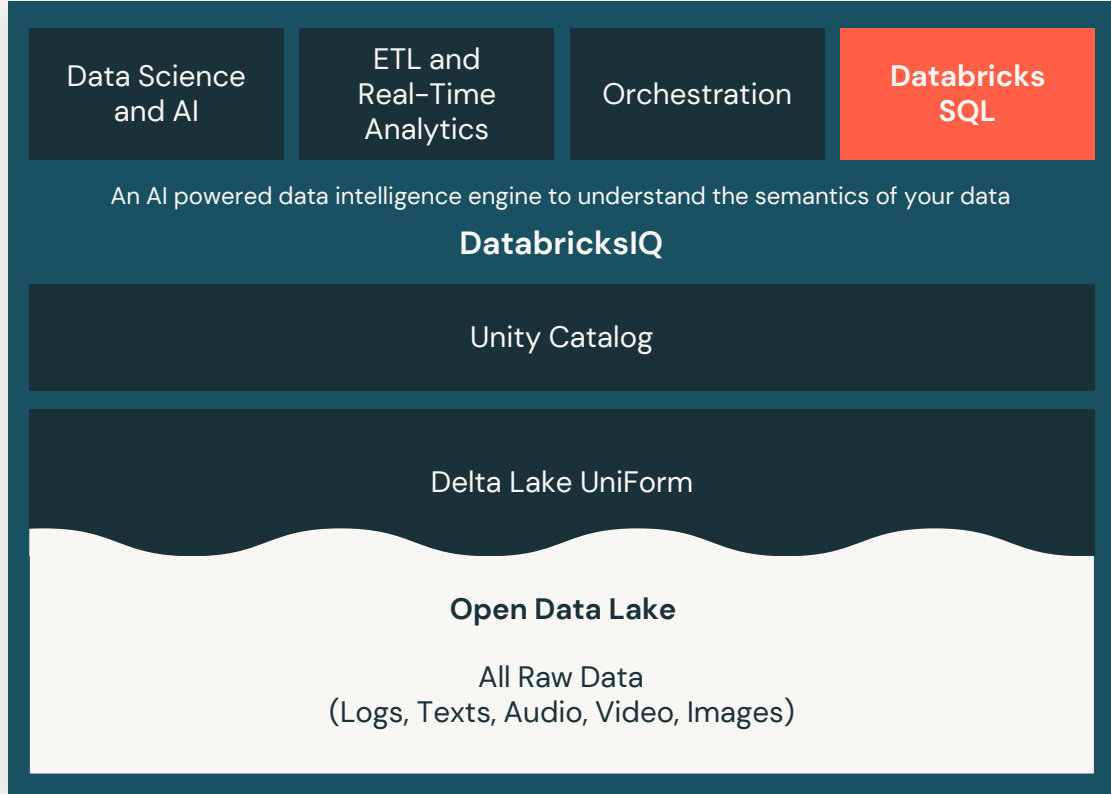 Data Science
and AI
ETL and
Real-Time
Analytics
Orchestration
Databricks
SQL
An AI powered data intelligence engine to understand the semantics of your data
DatabricksIQ
Unity Catalog
Delta Lake UniForm
Open Data Lake
All Raw Data
(Logs, Texts, Audio, Video, Images)